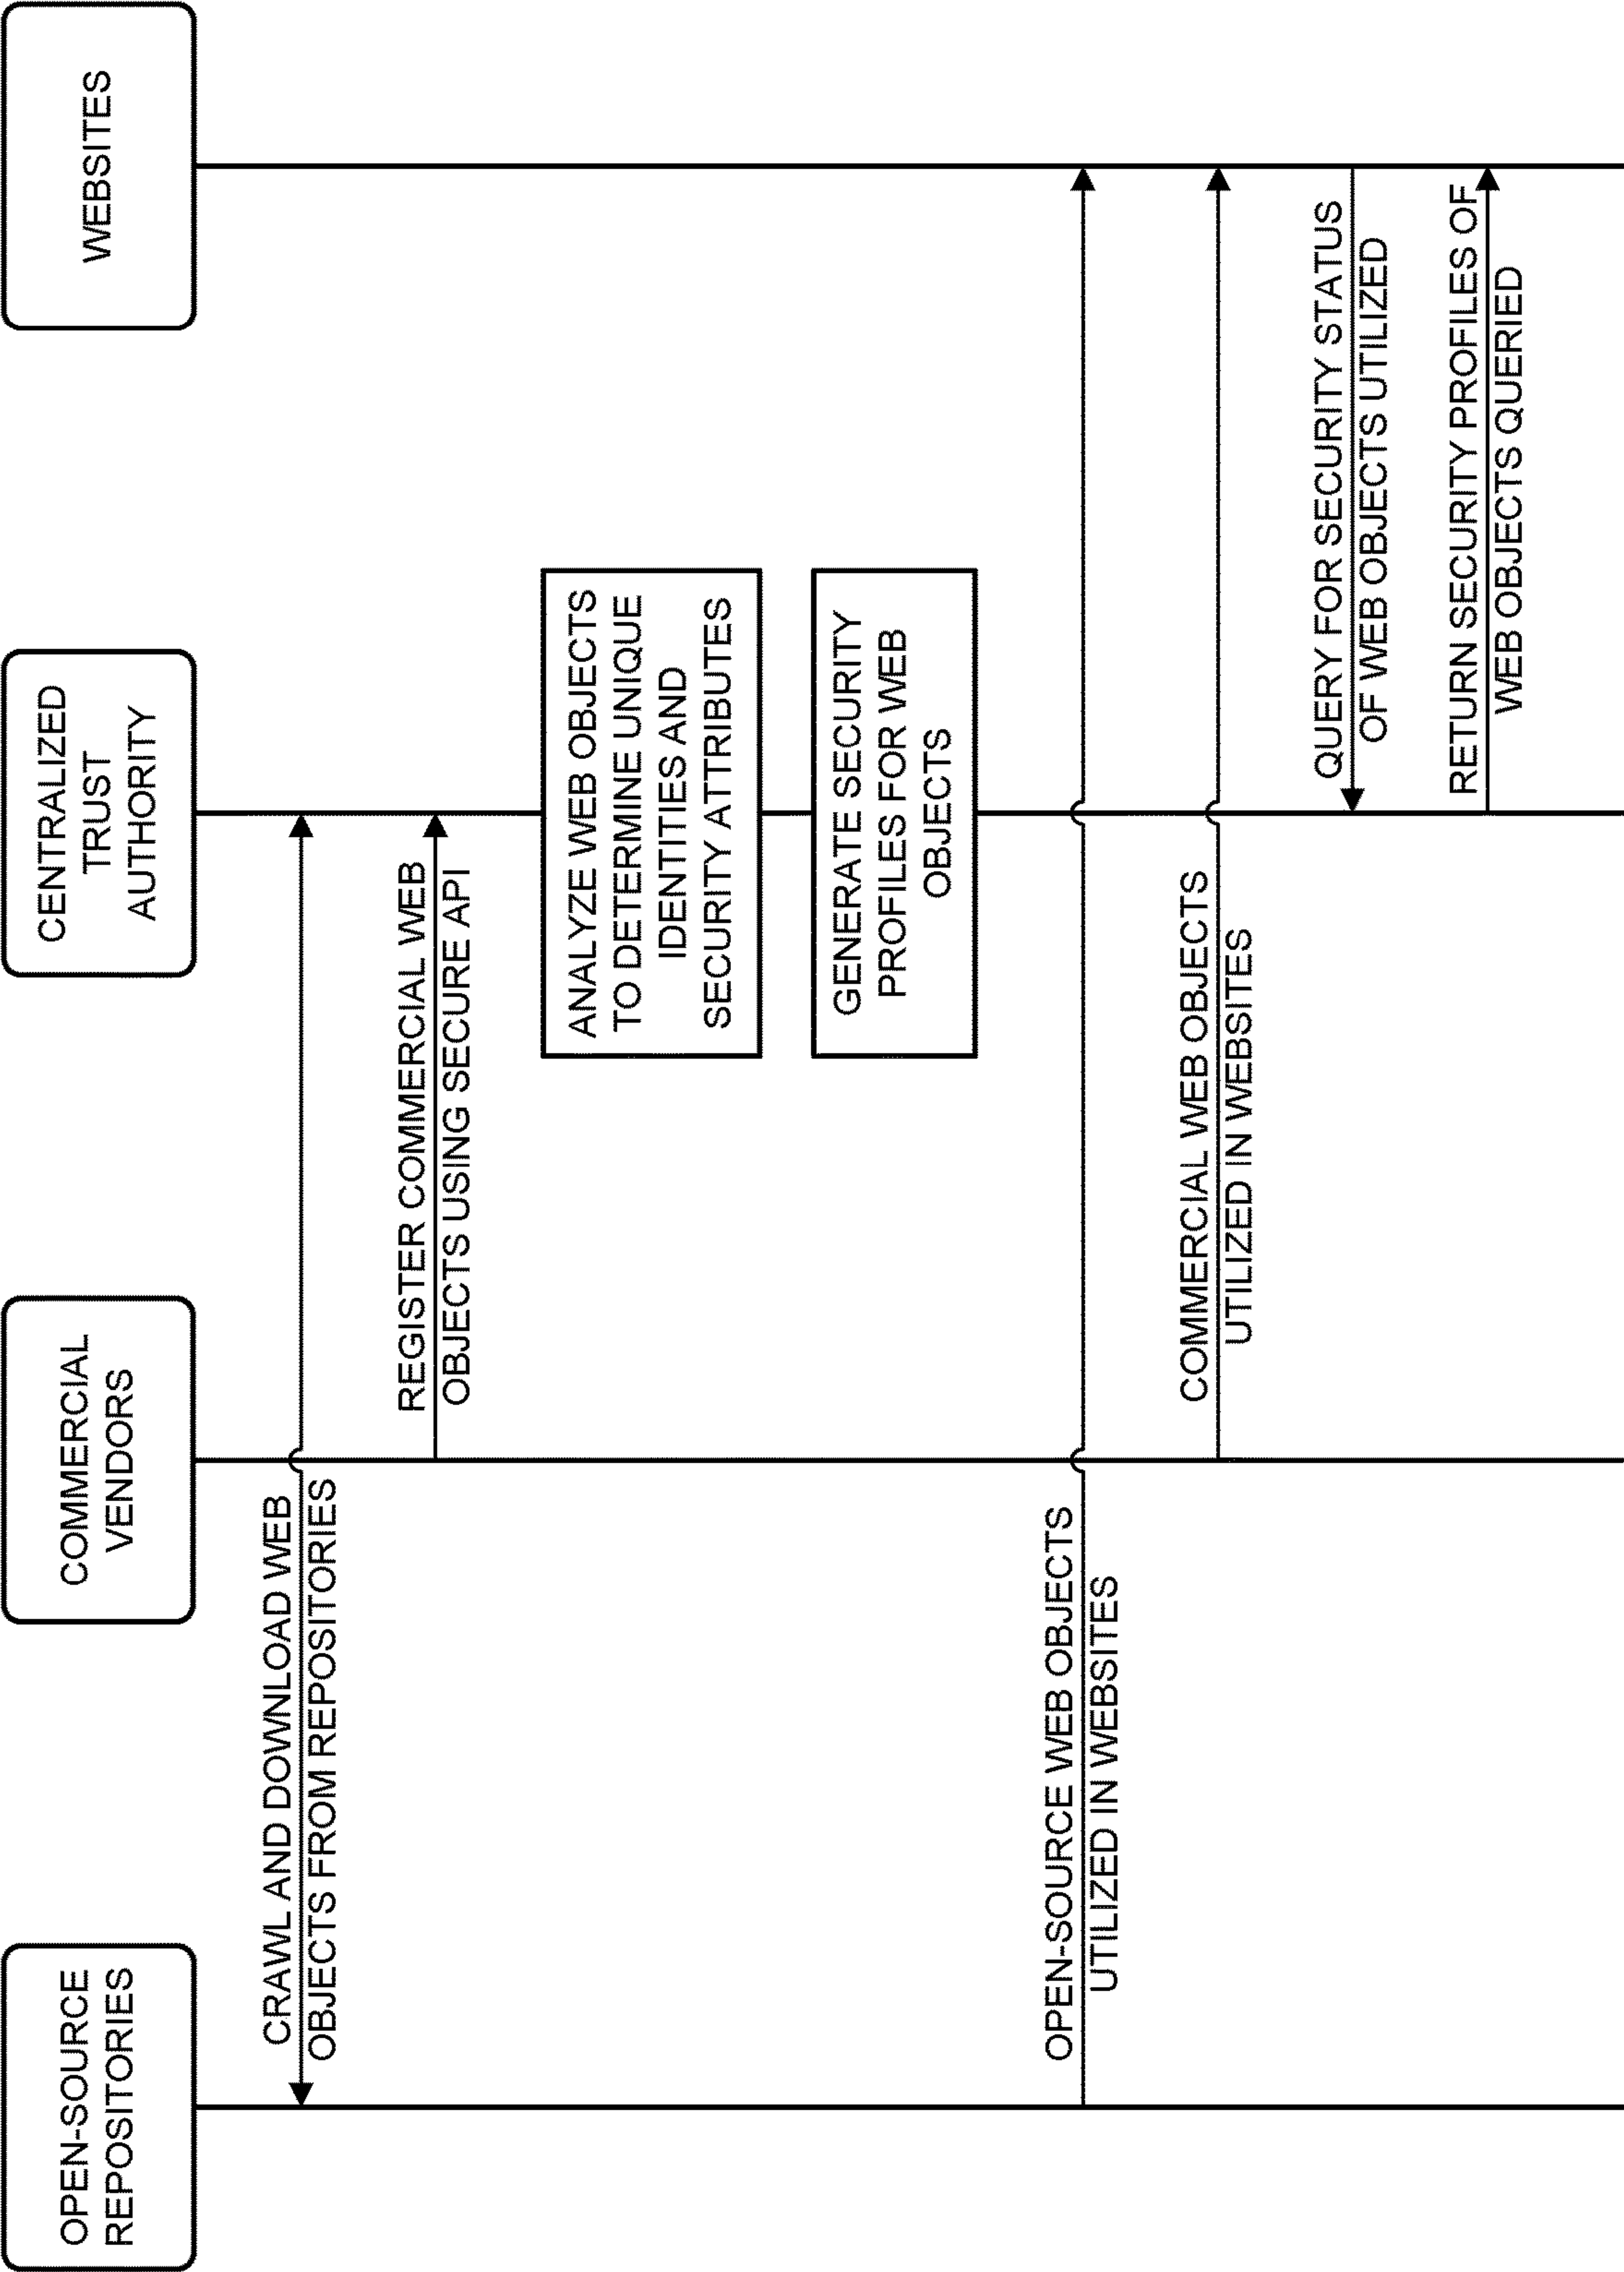 OPEN-SOURCE
REPOSITORIES
COMMERCIAL
VENDORS
CENTRALIZED
TRUST
AUTHORITY
WEBSITES
CRAWL AND DOWNLOAD WEB
OBJECTS FROM REPOSITORIES
REGISTER COMMERCIAL WEB
OBJECTS USING SECURE API
ANALYZE WEB OBJECTS
TO DETERMINE UNIQUE
IDENTITIES AND
SECURITY ATTRIBUTES
GENERATE SECURITY
PROFILES FOR WEB
OBJECTS
OPEN-SOURCE WEB OBJECTS
UTILIZED IN WEBSITES
COMMERCIAL WEB OBJECTS
UTILIZED IN WEBSITES
QUERY FOR SECURITY STATUS
OF WEB OBJECTS UTILIZED
RETURN SECURITY PROFILES OF
WEB OBJECTS QUERIED